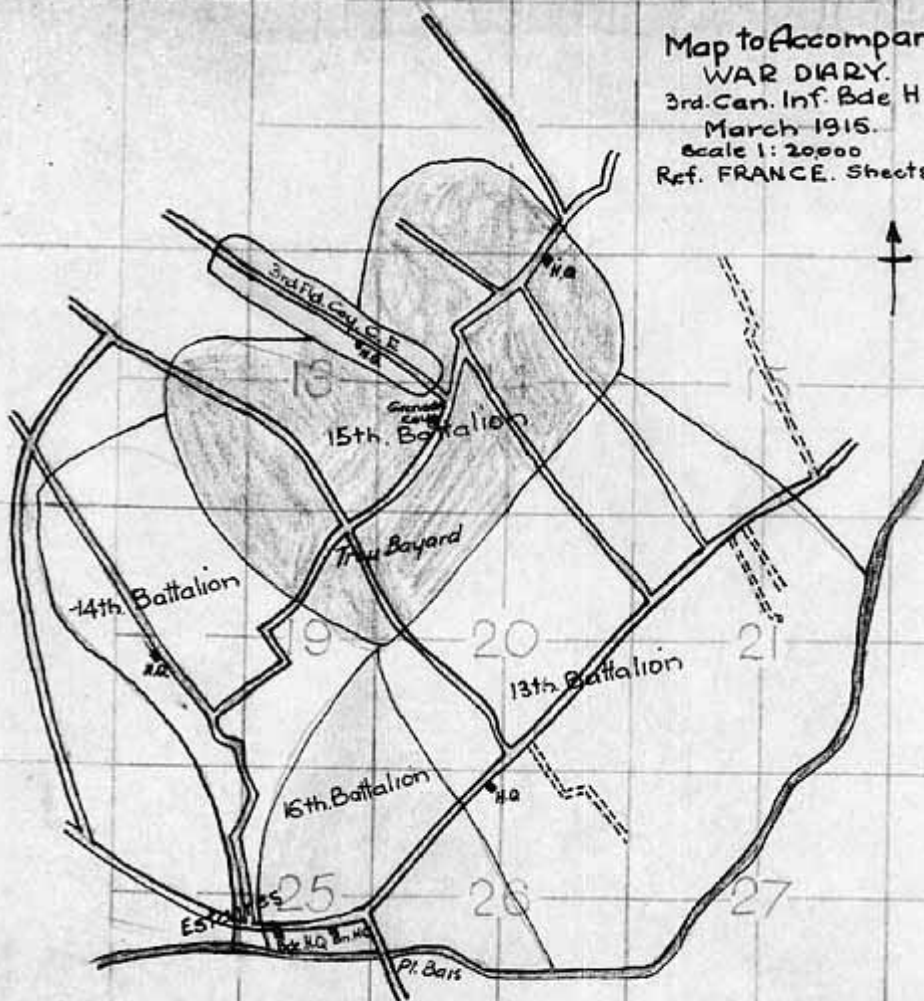 Map to Accompan
WAR DIARY.
3rd. Can. Inf. Bde H
March 1915.
Scale 1: 20,000
Ref. FRANCE. Sheets
H.Q.
3rd Fld. Coy. C. E
H.Q.
13
14
15
15th. Battalion
Trou Bayard
14th. Battalion
H.Q.
19
20
21
13th. Battalion
16th. Battalion
H.Q
25
26
27
Estaires
Bde H.Q Bn. H.Q
Pt. Bais